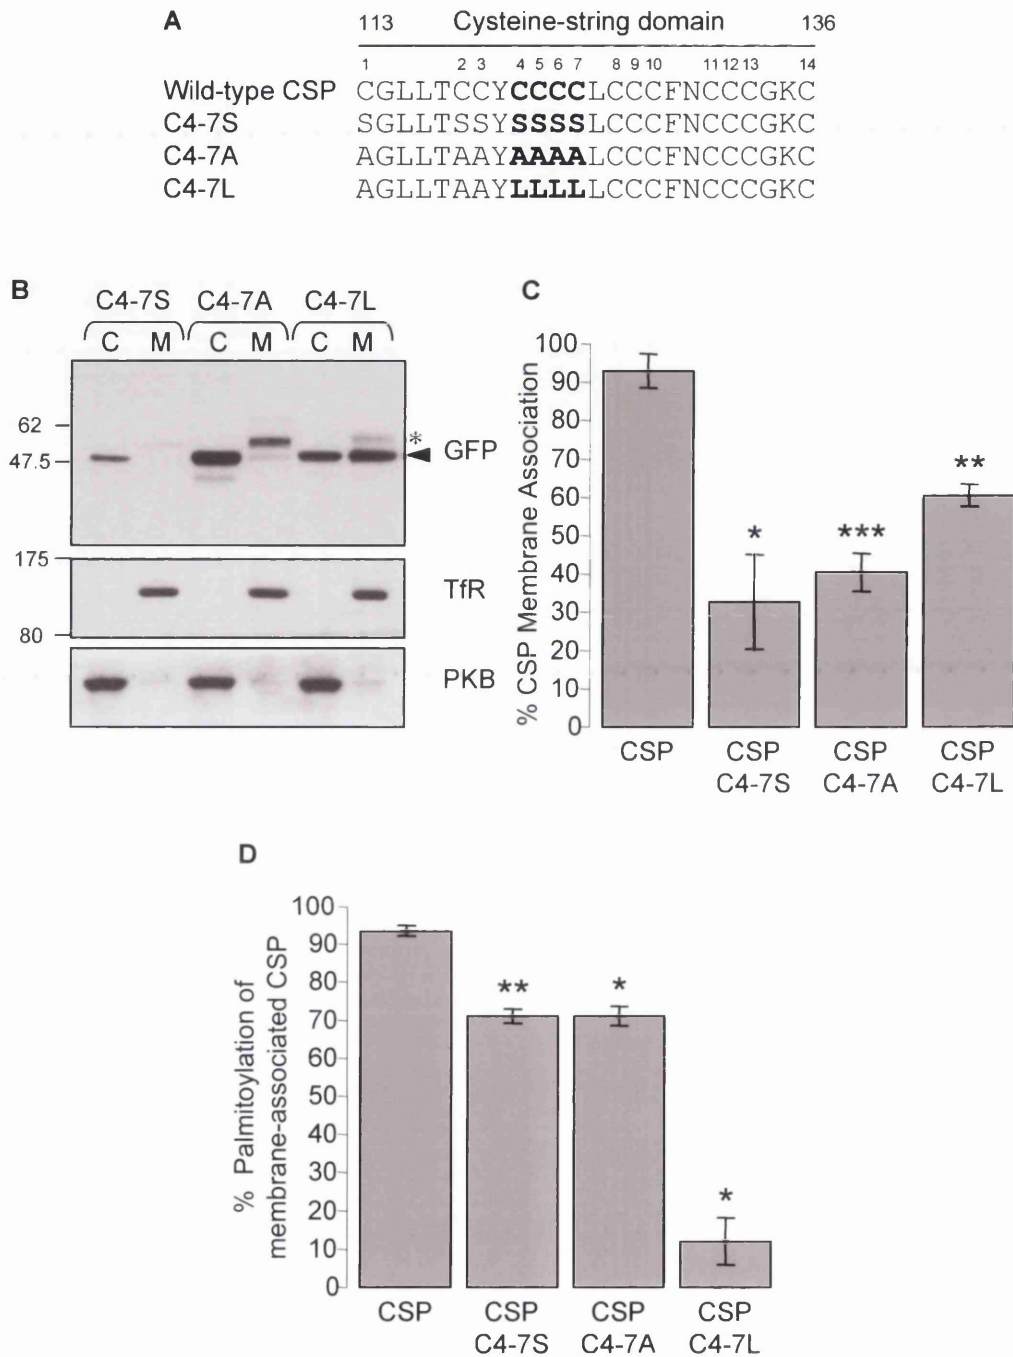 A
113 Cysteine-string domain 136
1 2 3 4 5 6 7 8 9 10 11 12 13 14
Wild-type CSP CGLLTCCYCCCCLCCCFNCCCGKC
C4-7S SGLLTSSYSSSSLCCCFNCCCGKC
C4-7A AGLLTAAYAAAALCCCFNCCCGKC
C4-7L AGLLTAAYLLLLLCCCFNCCCGKC
B
C4-7S C4-7A C4-7L
C M C M C M
62
*
47.5
GFP
175
TfR
80
PKB
C
% CSP Membrane Association
100
90
80
70
60
50
40
30
20
10
0
* *** **
CSP CSP CSP CSP
C4-7S C4-7A C4-7L
D
% Palmitoylation of
membrane-associated CSP
100
90
80
70
60
50
40
30
20
10
0
** * *
CSP CSP CSP CSP
C4-7S C4-7A C4-7L